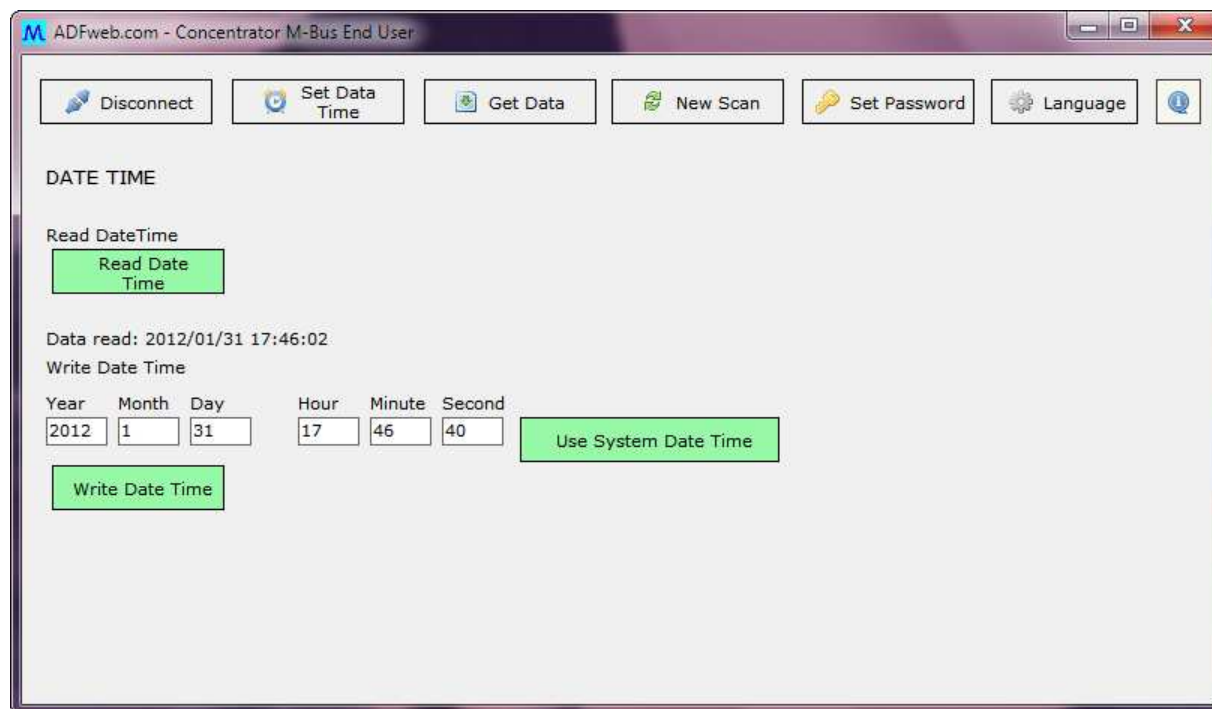 M ADFweb.com - Concentrator M-Bus End User
Disconnect Set Data Time Get Data New Scan Set Password Language
DATE TIME
Read DateTime
Read Date
Time
Data read: 2012/01/31 17:46:02
Write Date Time
Year Month Day Hour Minute Second
2012 1 31 17 46 40 Use System Date Time
Write Date Time